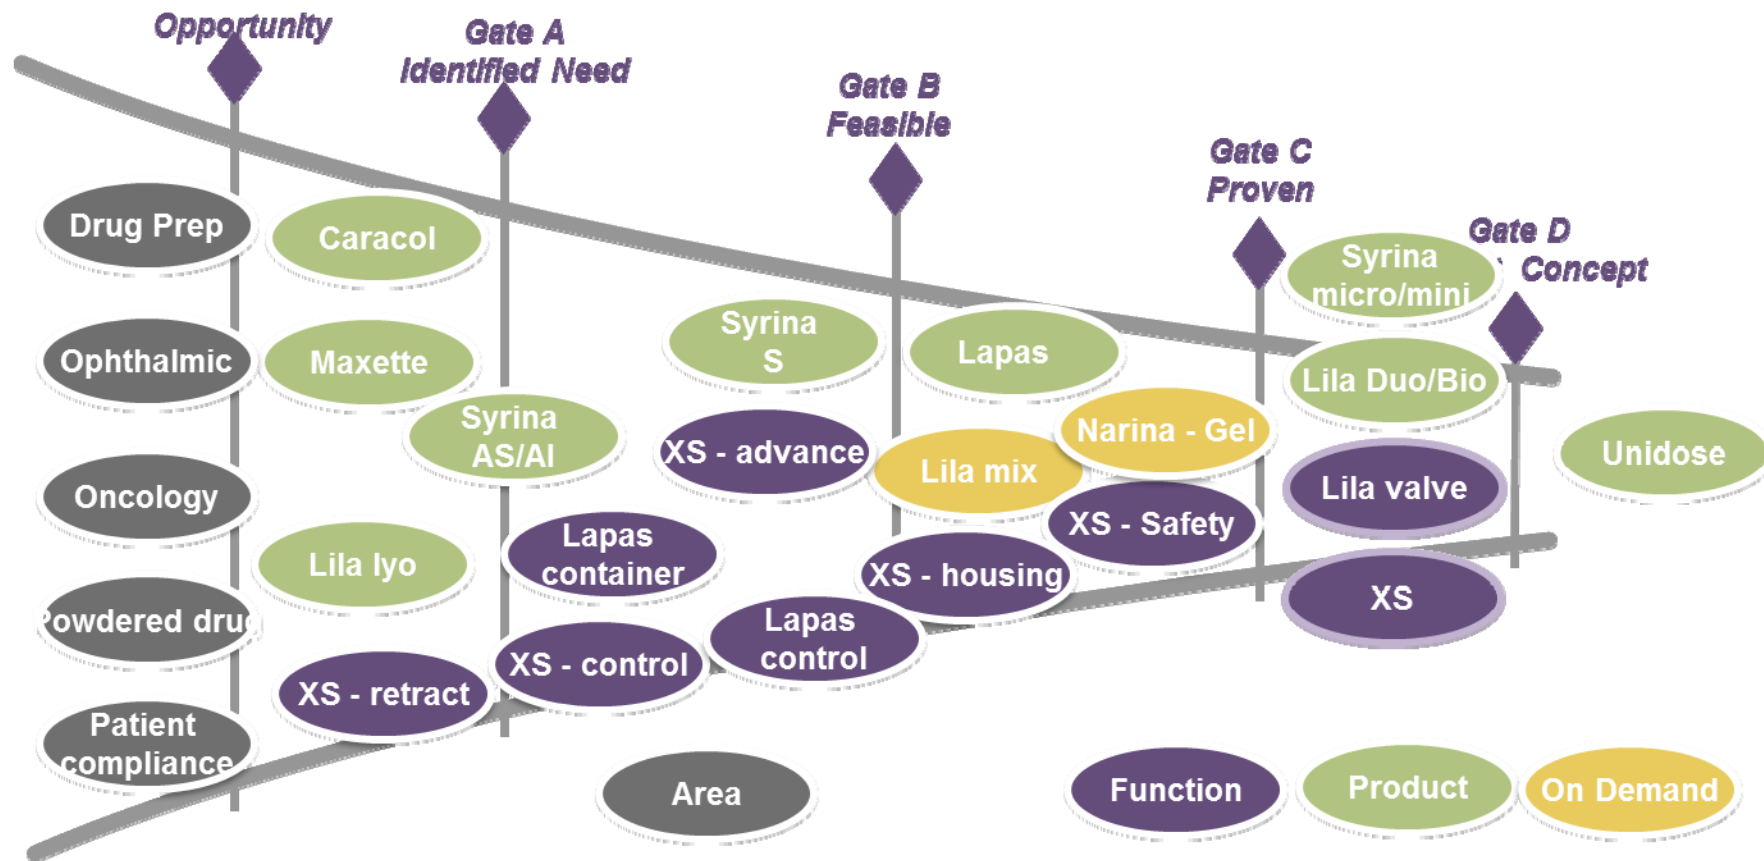 Opportunity
Gate A
Identified Need
Gate B
Feasible
Gate C
Proven
Gate D
Concept
Drug Prep
Caracol
Syrina
micro/mini
Ophthalmic
Maxette
Syrina
S
Lapas
Lila Duo/Bio
Syrina
AS/AI
XS - advance
Lila mix
Narina - Gel
Unidose
Oncology
Lila valve
XS - Safety
Lila lyo
Lapas
container
XS - housing
XS
Powdered drug
XS - retract
XS - control
Lapas
control
Patient
compliance
Area
Function
Product
On Demand